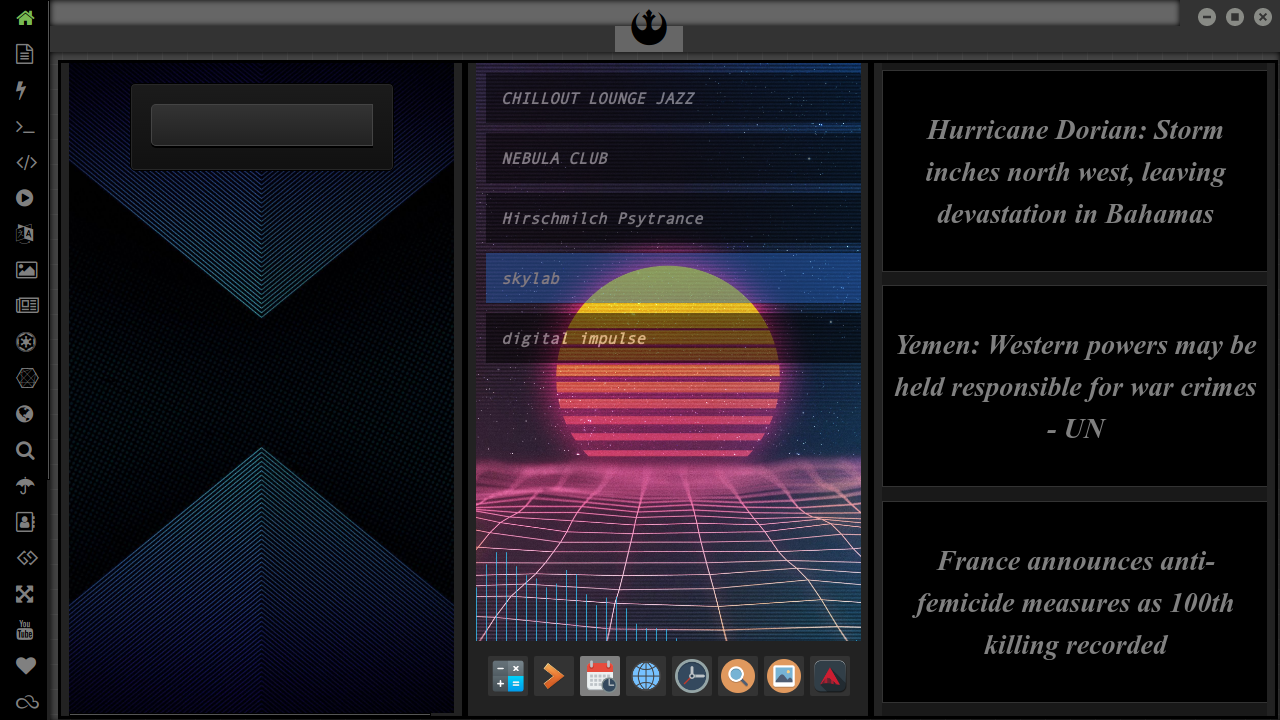 CHILLOUT LOUNGE JAZZ
NEBULA CLUB
Hirschmilch Psytrance
skylab
digital impulse
Hurricane Dorian: Storm
inches north west, leaving
devastation in Bahamas
Yemen: Western powers may be
held responsible for war crimes
- UN
France announces anti-
femicide measures as 100th
killing recorded
You
Tube